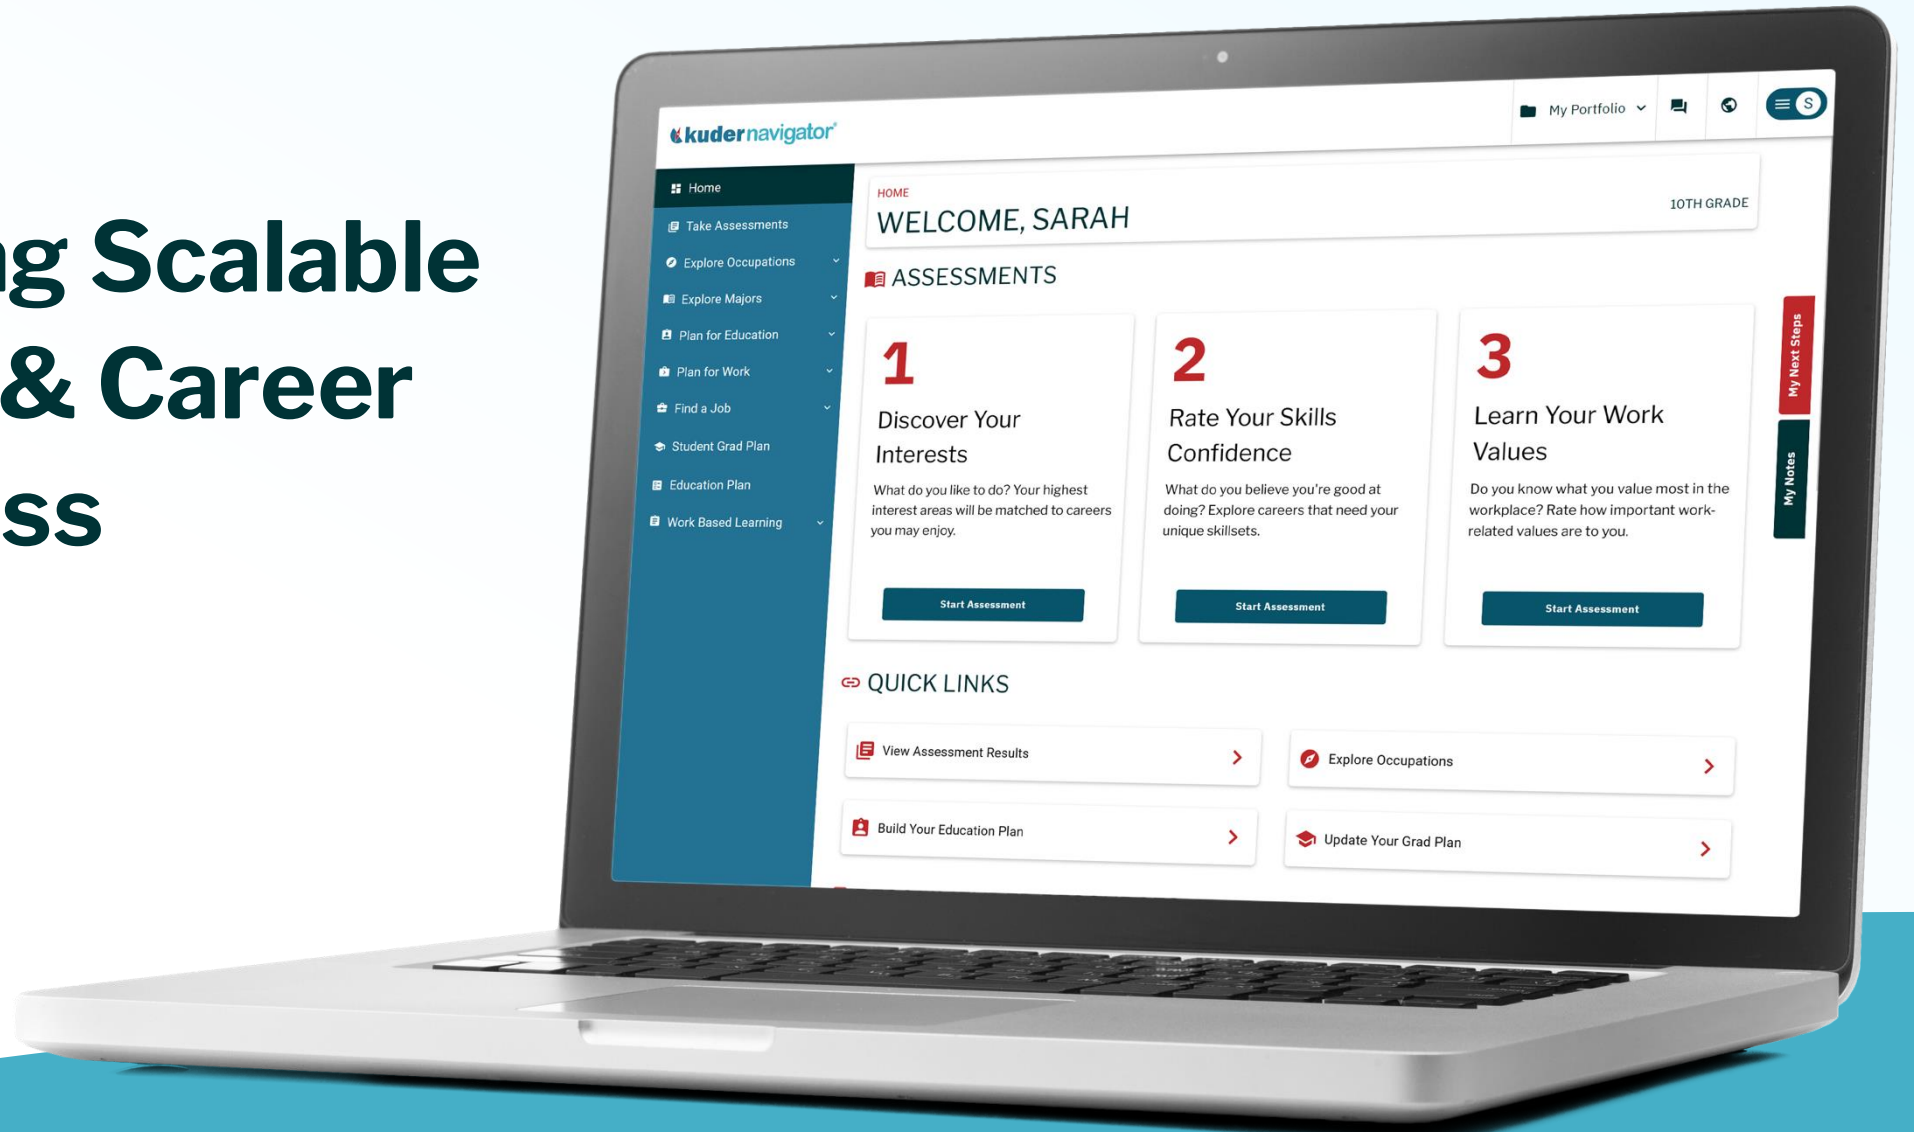 ng Scalable
& Career
ss
kudernavigator®
My Portfolio
S
Home
Take Assessments
Explore Occupations
Explore Majors
Plan for Education
Plan for Work
Find a Job
Student Grad Plan
Education Plan
Work Based Learning
HOME
WELCOME, SARAH
10TH GRADE
ASSESSMENTS
1
Discover Your
Interests
What do you like to do? Your highest
interest areas will be matched to careers
you may enjoy.
Start Assessment
2
Rate Your Skills
Confidence
What do you believe you're good at
doing? Explore careers that need your
unique skillsets.
Start Assessment
3
Learn Your Work
Values
Do you know what you value most in the
workplace? Rate how important work-
related values are to you.
Start Assessment
My Next Steps
My Notes
QUICK LINKS
View Assessment Results
Explore Occupations
Build Your Education Plan
Update Your Grad Plan